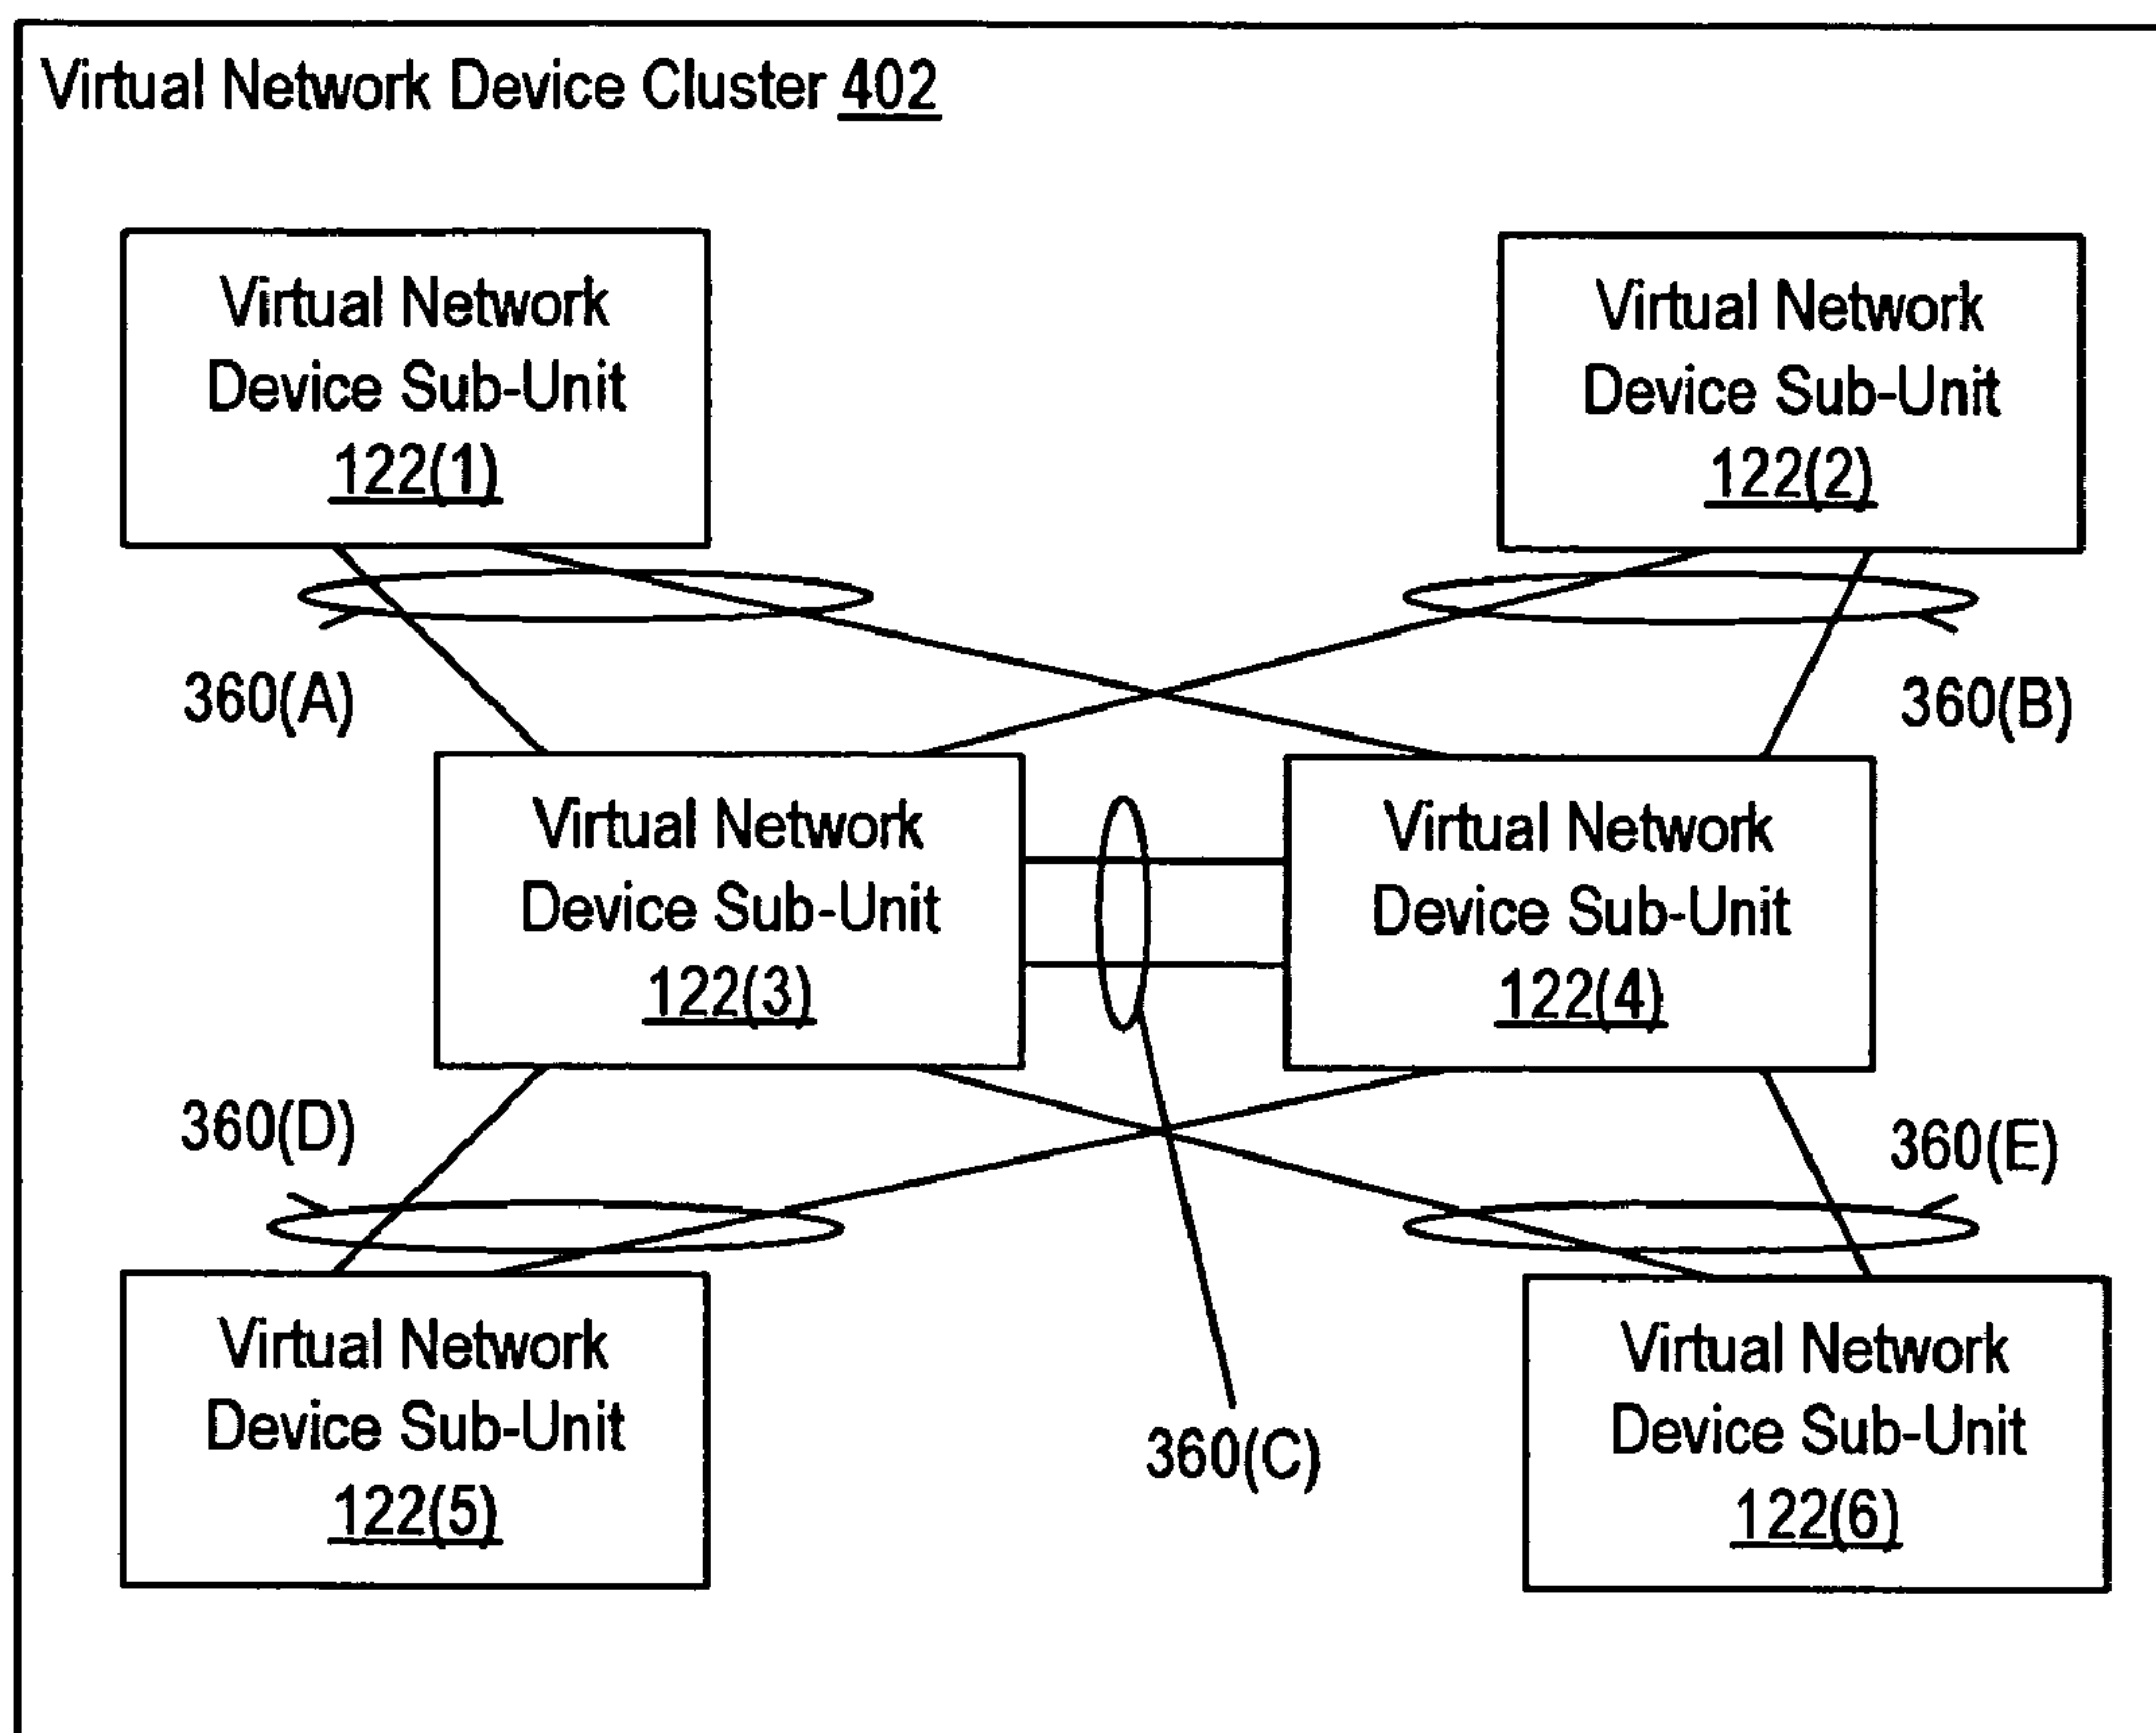 Virtual Network Device Cluster 402
Virtual Network
Device Sub-Unit
122(1)
Virtual Network
Device Sub-Unit
122(2)
360(A)
360(B)
Virtual Network
Device Sub-Unit
122(3)
Virtual Network
Device Sub-Unit
122(4)
360(D)
360(E)
Virtual Network
Device Sub-Unit
122(5)
360(C)
Virtual Network
Device Sub-Unit
122(6)